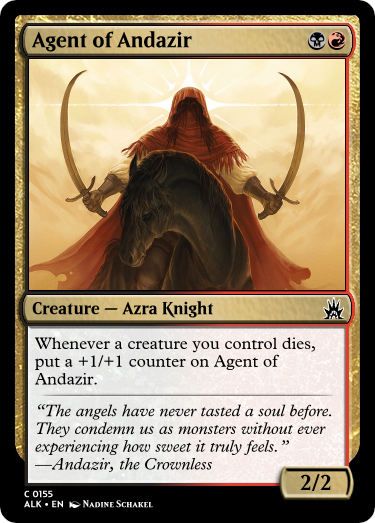 Agent of Andazir
Creature — Azra Knight
Whenever a creature you control dies,
put a +1/+1 counter on Agent of
Andazir.
“The angels have never tasted a soul before.
They condemn us as monsters without ever
experiencing how sweet it truly feels.”
—Andazir, the Crownless
2/2
C 0155
ALK • EN Nadine Schakel